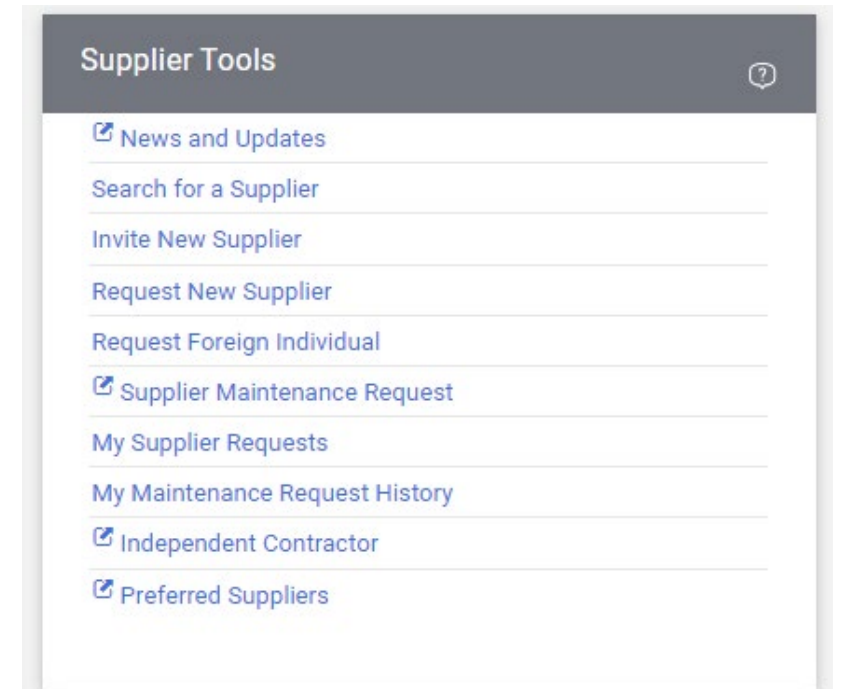 Supplier Tools
News and Updates
Search for a Supplier
Invite New Supplier
Request New Supplier
Request Foreign Individual
Supplier Maintenance Request
My Supplier Requests
My Maintenance Request History
Independent Contractor
Preferred Suppliers